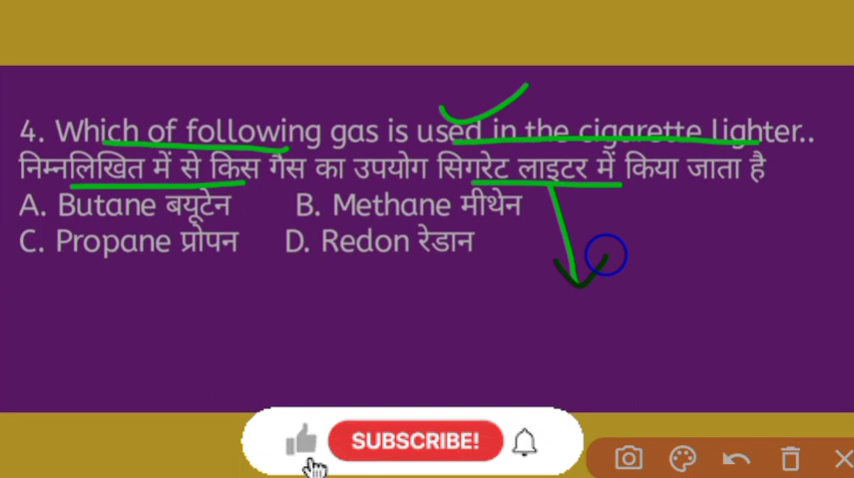 4. Which of following gas is used in the cigarette lighter..
निम्नलिखित में से किस गैस का उपयोग सिगरेट लाइटर में किया जाता है
A. Butane बयूटेन B. Methane मीथेन
C. Propane प्रोपन D. Redon रेडान
SUBSCRIBE!